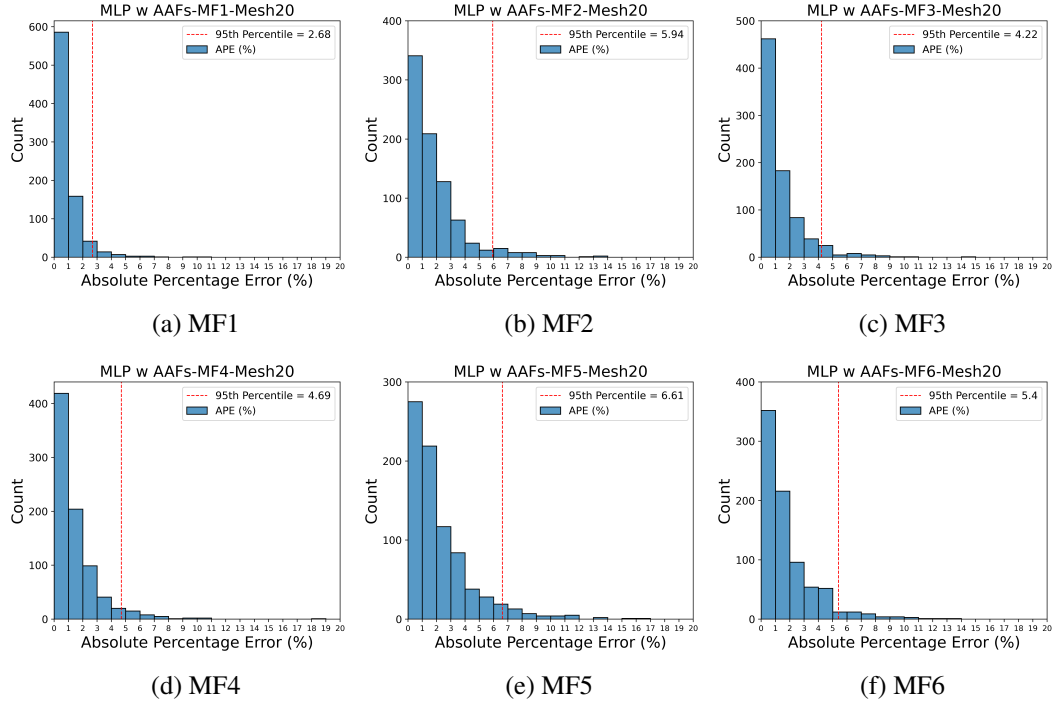 MLP w AAFs-MF1-Mesh20
600
500
400
300
200
100
0
Count
95th Percentile = 2.68
APE (%)
0 1 2 3 4 5 6 7 8 9 10 11 12 13 14 15 16 17 18 19 20
Absolute Percentage Error (%)
(a) MF1
MLP w AAFs-MF2-Mesh20
400
300
200
100
0
Count
95th Percentile = 5.94
APE (%)
0 1 2 3 4 5 6 7 8 9 10 11 12 13 14 15 16 17 18 19 20
Absolute Percentage Error (%)
(b) MF2
MLP w AAFs-MF3-Mesh20
500
400
300
200
100
0
Count
95th Percentile = 4.22
APE (%)
0 1 2 3 4 5 6 7 8 9 10 11 12 13 14 15 16 17 18 19 20
Absolute Percentage Error (%)
(c) MF3
MLP w AAFs-MF4-Mesh20
400
300
200
100
0
Count
95th Percentile = 4.69
APE (%)
0 1 2 3 4 5 6 7 8 9 10 11 12 13 14 15 16 17 18 19 20
Absolute Percentage Error (%)
(d) MF4
MLP w AAFs-MF5-Mesh20
300
200
100
0
Count
95th Percentile = 6.61
APE (%)
0 1 2 3 4 5 6 7 8 9 10 11 12 13 14 15 16 17 18 19 20
Absolute Percentage Error (%)
(e) MF5
MLP w AAFs-MF6-Mesh20
400
300
200
100
0
Count
95th Percentile = 5.4
APE (%)
0 1 2 3 4 5 6 7 8 9 10 11 12 13 14 15 16 17 18 19 20
Absolute Percentage Error (%)
(f) MF6